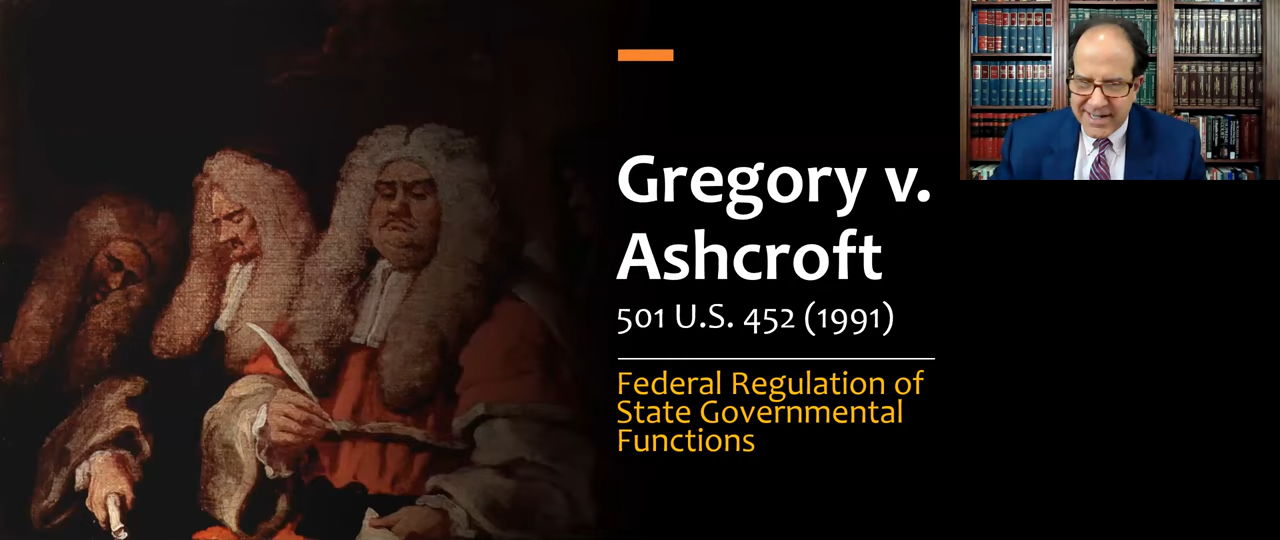 Gregory v.
Ashcroft
501 U.S. 452 (1991)
Federal Regulation of
State Governmental
Functions